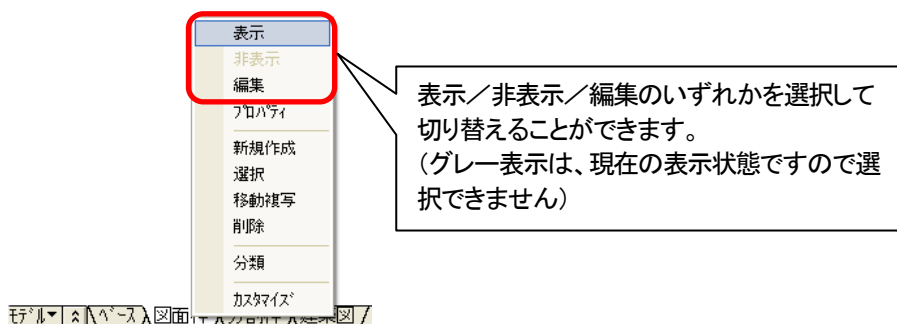 表示
非表示
編集
ﾌﾟﾛﾊﾟﾃｨ
新規作成
選択
移動複写
削除
分類
ｶｽﾀﾏｲｽﾞ
表示／非表示／編集のいずれかを選択して
切り替えることができます。
（グレー表示は、現在の表示状態ですので選
択できません）
ﾓﾃﾞﾙ▼ ﾍﾞｰｽ 図面枠 建築図